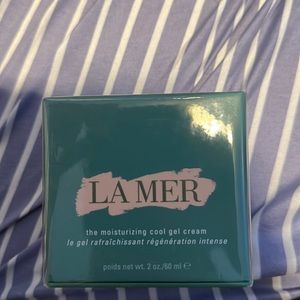 LA MER
the moisturizing cool gel cream
le gel rafraîchissant régénération intense
poids net wt. 2 oz./60 ml e